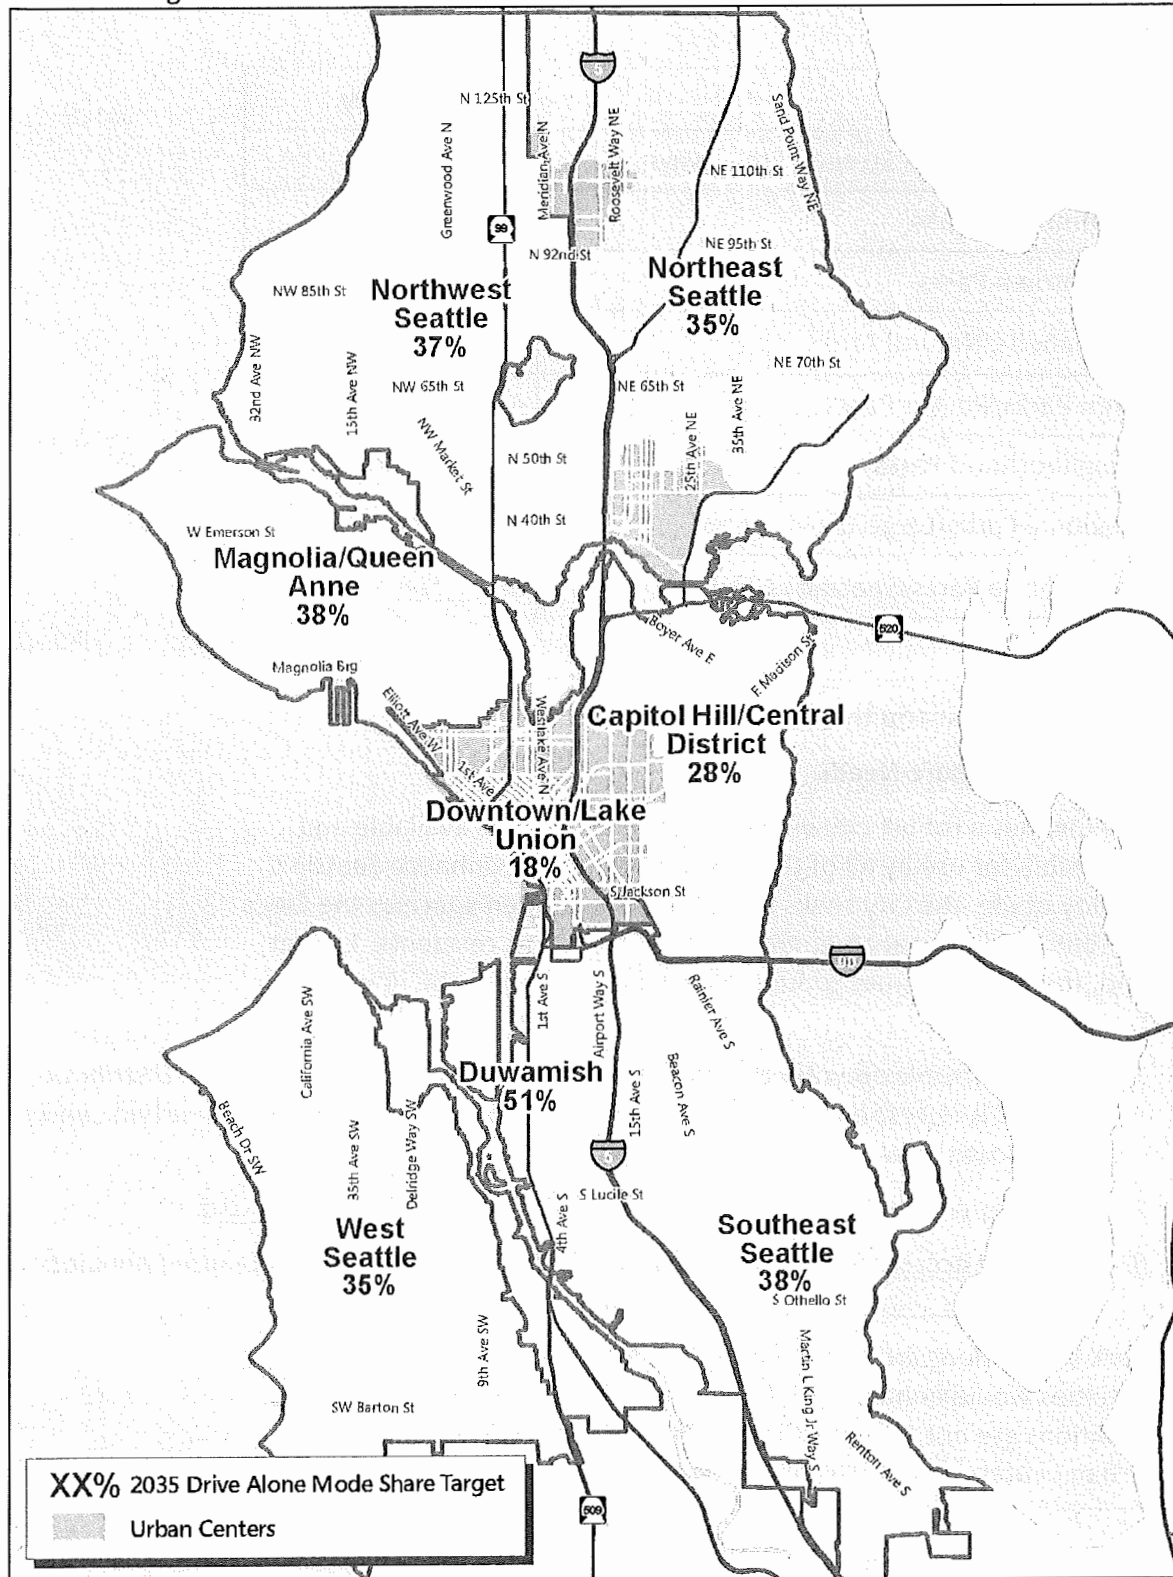 N 125th St
Greenwood Ave N
Meridian Ave N
Roosevelt Way NE
Sand Point Way NE
NE 110th St
99
N 92nd St
NE 95th St
Northeast
Seattle
35%
NW 85th St
Northwest
Seattle
37%
32nd Ave NW
15th Ave NW
NW 65th St
NE 65th St
NE 70th St
35th Ave NE
25th Ave NE
NW Market St
N 50th St
N 40th St
W Emerson St
Magnolia/Queen
Anne
38%
520
Boyer Ave E
E Madison St
Magnolia Brg
Elliott Ave W
Westlake Ave N
1st Ave
Capitol Hill/Central
District
28%
Downtown/Lake
Union
18%
S Jackson St
California Ave SW
1st Ave S
Airport Way S
Rainier Ave S
Duwamish
51%
15th Ave S
Beacon Ave S
Beach Dr SW
35th Ave SW
Delridge Way SW
S Lucile St
4th Ave S
West
Seattle
35%
Southeast
Seattle
38%
S Othello St
9th Ave SW
Martin L King Jr Way S
SW Barton St
Renton Ave S
XX% 2035 Drive Alone Mode Share Target
Urban Centers
509